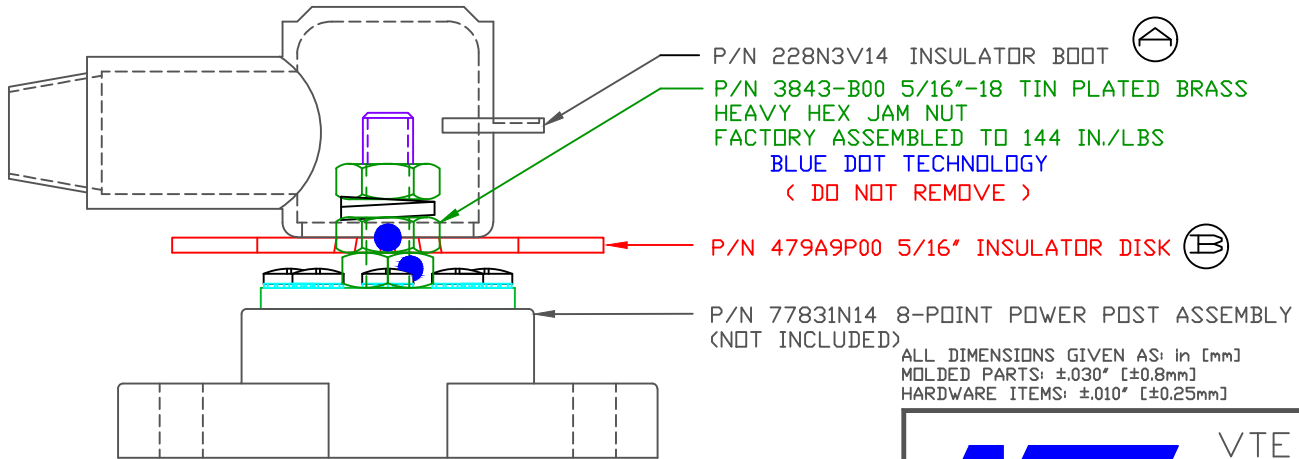 P/N 228N3V14 INSULATOR BOOT A
P/N 3843-B00 5/16"-18 TIN PLATED BRASS
HEAVY HEX JAM NUT
FACTORY ASSEMBLED TO 144 IN./LBS
BLUE DOT TECHNOLOGY
( DO NOT REMOVE )
P/N 479A9P00 5/16" INSULATOR DISK B
P/N 77831N14 8-POINT POWER POST ASSEMBLY
(NOT INCLUDED)
ALL DIMENSIONS GIVEN AS: in [mm]
MOLDED PARTS: ±.030" [±0.8mm]
HARDWARE ITEMS: ±.010" [±0.25mm]
VTE